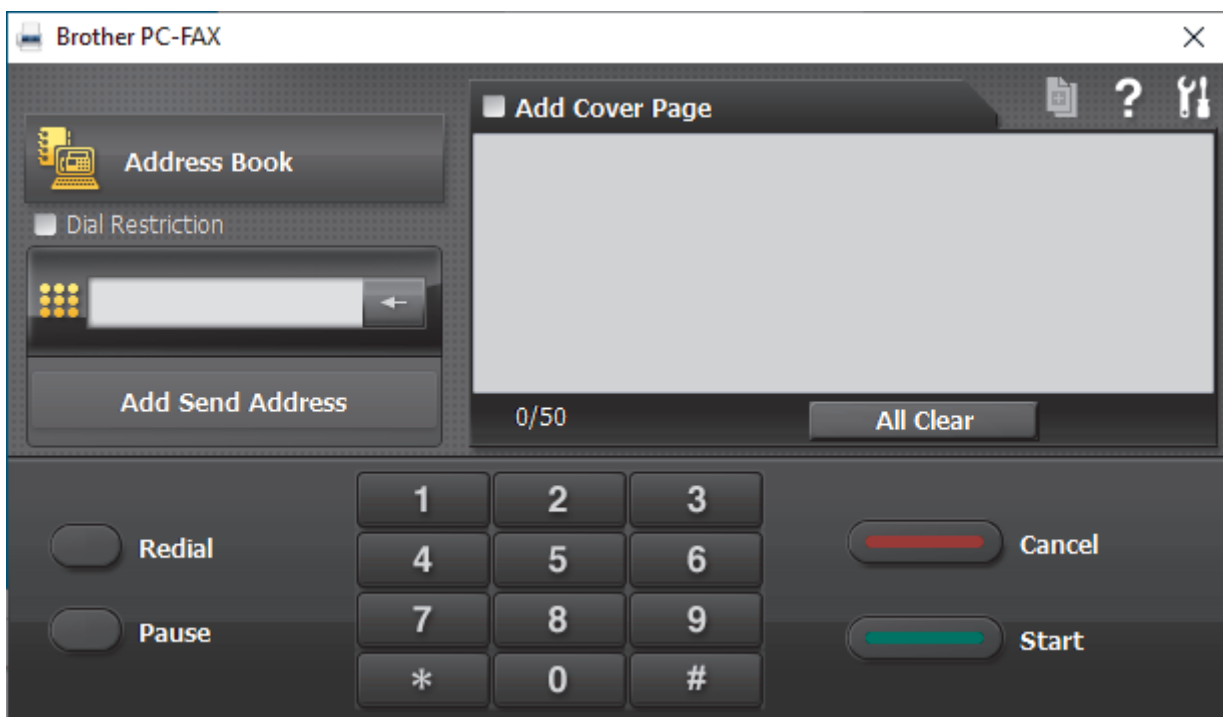 Brother PC-FAX
Add Cover Page
?
Address Book
Dial Restriction
Add Send Address
0/50
All Clear
1 2 3
Redial
4 5 6
Cancel
Pause
7 8 9
Start
* 0 #